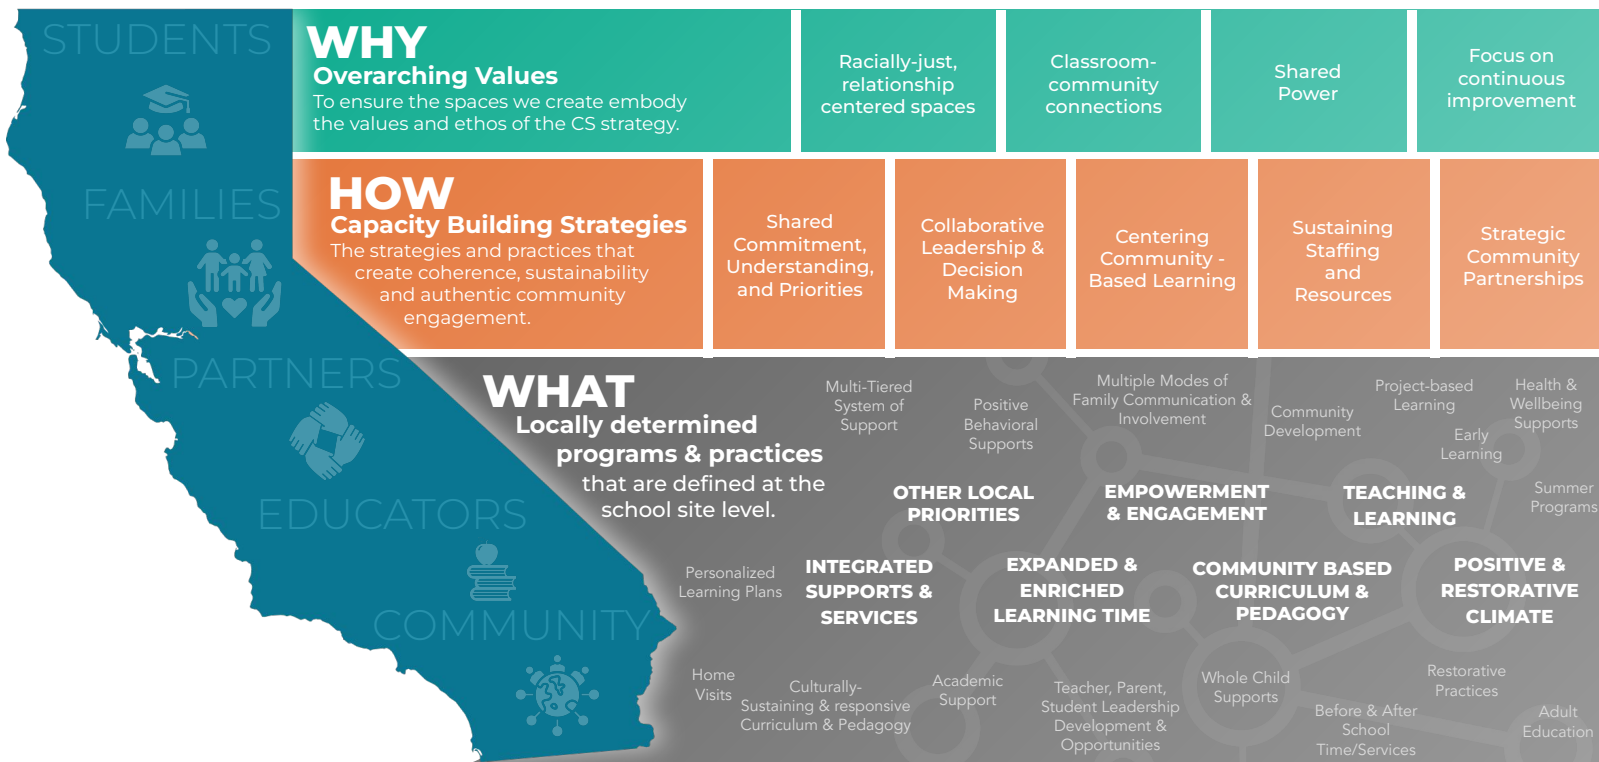 STUDENTS
FAMILIES
PARTNERS
EDUCATORS
COMMUNITY
WHY
Overarching Values
To ensure the spaces we create embody
the values and ethos of the CS strategy.
Racially-just,
relationship
centered spaces
Classroom-
community
connections
Shared
Power
Focus on
continuous
improvement
HOW
Capacity Building Strategies
The strategies and practices that
create coherence, sustainability
and authentic community
engagement.
Shared
Commitment,
Understanding,
and Priorities
Collaborative
Leadership &
Decision
Making
Centering
Community -
Based Learning
Sustaining
Staffing
and
Resources
Strategic
Community
Partnerships
WHAT
Locally determined
programs & practices
that are defined at the
school site level.
Multi-Tiered
System of
Support
Positive
Behavioral
Supports
Multiple Modes of
Family Communication &
Involvement
Community
Development
Project-based
Learning
Early
Learning
Health &
Wellbeing
Supports
OTHER LOCAL
PRIORITIES
EMPOWERMENT
& ENGAGEMENT
TEACHING &
LEARNING
Summer
Programs
Personalized
Learning Plans
INTEGRATED
SUPPORTS &
SERVICES
EXPANDED &
ENRICHED
LEARNING TIME
COMMUNITY BASED
CURRICULUM &
PEDAGOGY
POSITIVE &
RESTORATIVE
CLIMATE
Home
Visits
Culturally-
Sustaining & responsive
Curriculum & Pedagogy
Academic
Support
Teacher, Parent,
Student Leadership
Development &
Opportunities
Whole Child
Supports
Before & After
School
Time/Services
Restorative
Practices
Adult
Education